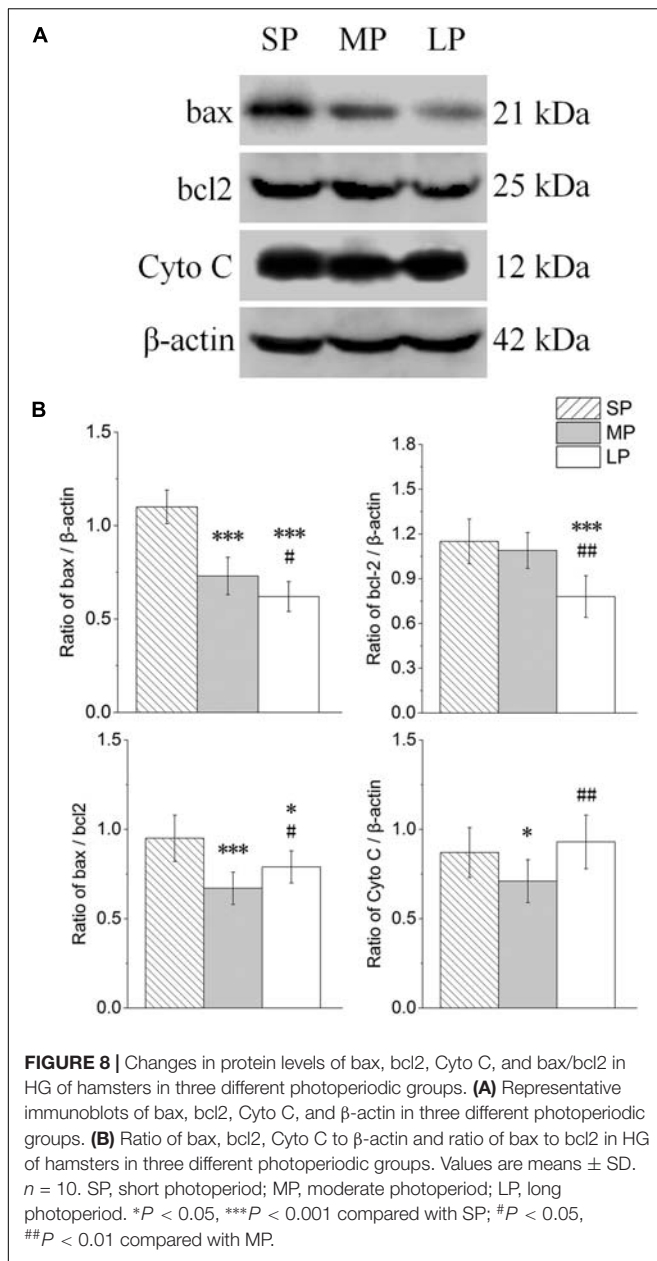 A
SP MP LP
bax 21 kDa
bcl2 25 kDa
Cyto C 12 kDa
β-actin 42 kDa
B
SP
MP
LP
Ratio of bax / β-actin
1.5
1.0
0.5
0.0
***
***
#
Ratio of bcl-2 / β-actin
1.8
1.5
1.2
0.9
0.6
0.3
0.0
***
##
Ratio of bax / bcl2
1.5
1.0
0.5
0.0
***
*
#
Ratio of Cyto C / β-actin
1.5
1.0
0.5
0.0
*
##
FIGURE 8 | Changes in protein levels of bax, bcl2, Cyto C, and bax/bcl2 in
HG of hamsters in three different photoperiodic groups. (A) Representative
immunoblots of bax, bcl2, Cyto C, and β-actin in three different photoperiodic
groups. (B) Ratio of bax, bcl2, Cyto C to β-actin and ratio of bax to bcl2 in HG
of hamsters in three different photoperiodic groups. Values are means ± SD.
n = 10. SP, short photoperiod; MP, moderate photoperiod; LP, long
photoperiod. *P < 0.05, ***P < 0.001 compared with SP; #P < 0.05,
##P < 0.01 compared with MP.